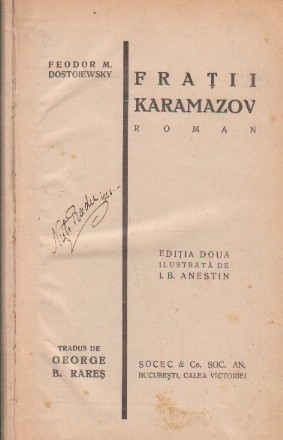 FEODOR M.
DOSTOIEWSKY
FRAȚII
KARAMAZOV
ROMAN
EDIȚIA DOUA
ILUSTRATĂ DE
I. B. ANESTIN
TRADUS DE
GEORGE
B. RAREȘ
SOCEC & Co. SOC. AN.
BUCUREȘTI, CALEA VICTORIEI